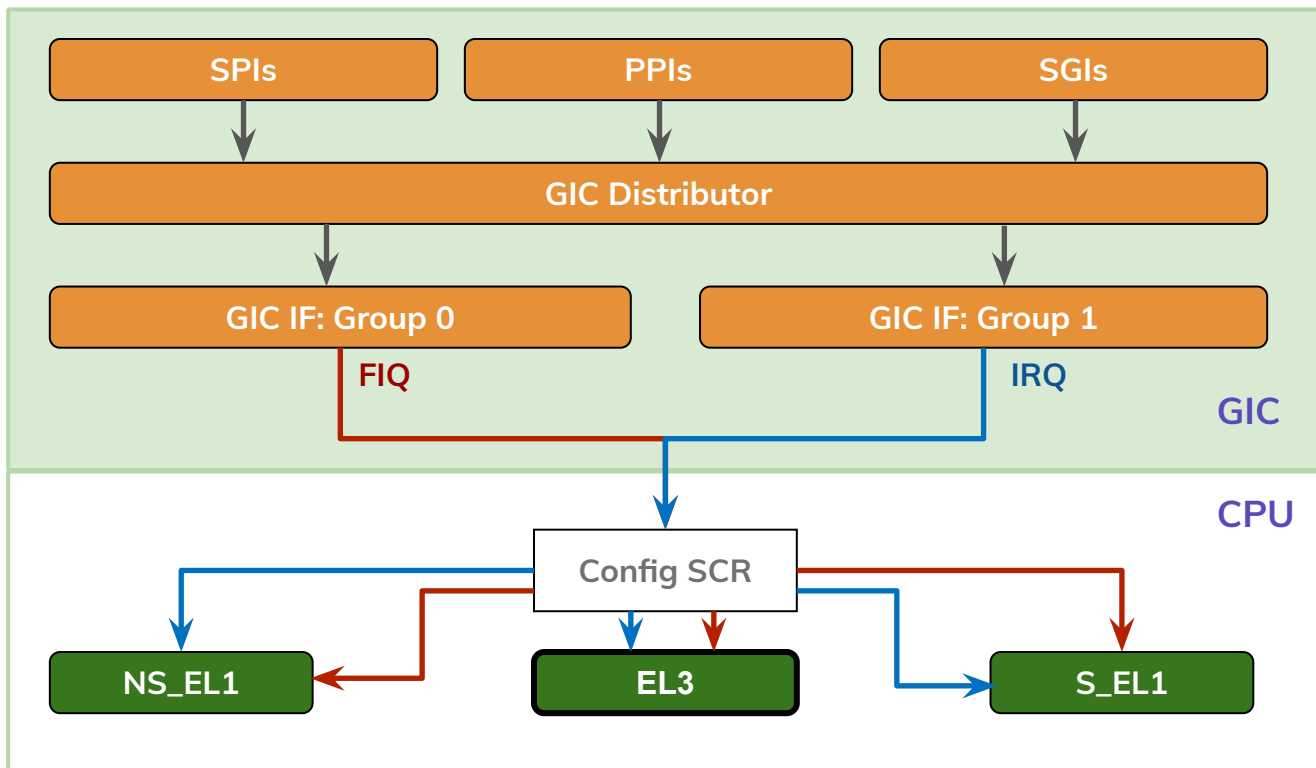 SPIs
PPIs
SGIs
GIC Distributor
GIC IF: Group 0
GIC IF: Group 1
FIQ
IRQ
GIC
CPU
Config SCR
NS_EL1
EL3
S_EL1